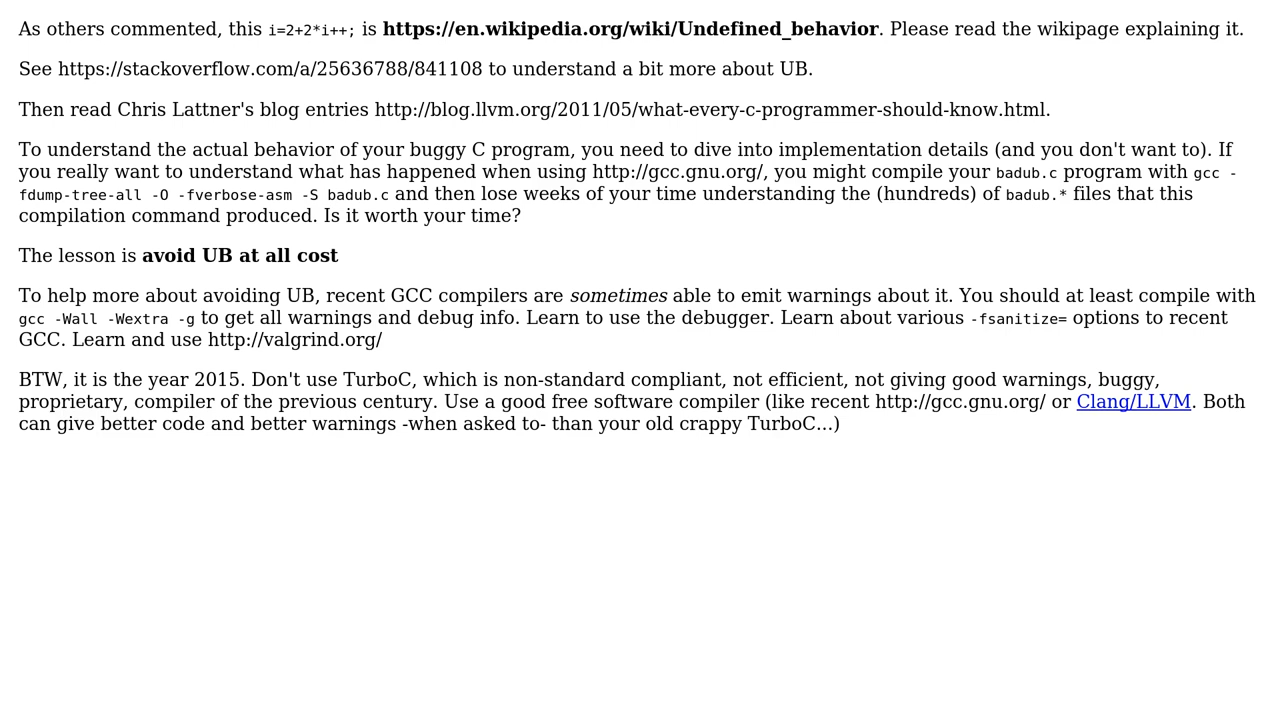 As others commented, this i=2+2*i++; is https://en.wikipedia.org/wiki/Undefined_behavior. Please read the wikipage explaining it.
See https://stackoverflow.com/a/25636788/841108 to understand a bit more about UB.
Then read Chris Lattner's blog entries http://blog.llvm.org/2011/05/what-every-c-programmer-should-know.html.
To understand the actual behavior of your buggy C program, you need to dive into implementation details (and you don't want to). If
you really want to understand what has happened when using http://gcc.gnu.org/, you might compile your badub.c program with gcc -
fdump-tree-all -O -fverbose-asm -S badub.c and then lose weeks of your time understanding the (hundreds) of badub.* files that this
compilation command produced. Is it worth your time?
The lesson is avoid UB at all cost
To help more about avoiding UB, recent GCC compilers are sometimes able to emit warnings about it. You should at least compile with
gcc -Wall -Wextra -g to get all warnings and debug info. Learn to use the debugger. Learn about various -fsanitize= options to recent
GCC. Learn and use http://valgrind.org/
BTW, it is the year 2015. Don't use TurboC, which is non-standard compliant, not efficient, not giving good warnings, buggy,
proprietary, compiler of the previous century. Use a good free software compiler (like recent http://gcc.gnu.org/ or Clang/LLVM. Both
can give better code and better warnings -when asked to- than your old crappy TurboC...)